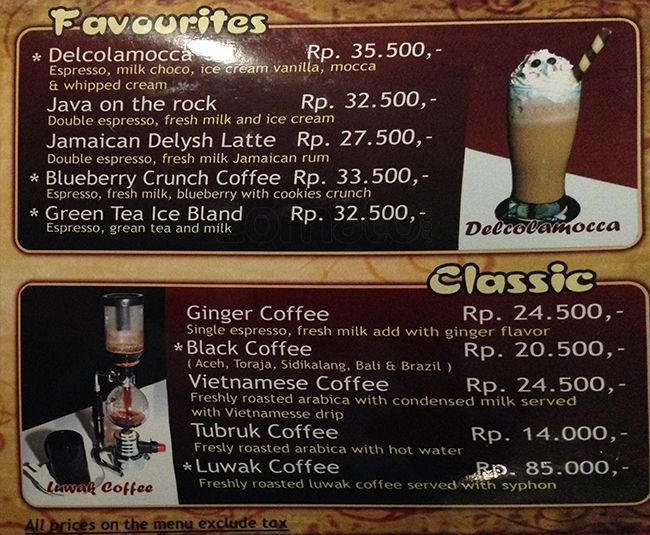 Favourites
* Delcolamocca Rp. 35.500,-
Espresso, milk choco, ice cream vanilla, mocca
& whipped cream
Java on the rock Rp. 32.500,-
Double espresso, fresh milk and ice cream
Jamaican Delysh Latte Rp. 27.500,-
Double espresso, fresh milk Jamaican rum
* Blueberry Crunch Coffee Rp. 33.500,-
Espresso, fresh milk, blueberry with cookies crunch
* Green Tea Ice Bland Rp. 32.500,-
Espresso, grean tea and milk
Delcolamocca
zomato
Classic
Ginger Coffee Rp. 24.500,-
Single espresso, fresh milk add with ginger flavor
* Black Coffee Rp. 20.500,-
( Aceh, Toraja, Sidikalang, Bali & Brazil )
Vietnamese Coffee Rp. 24.500,-
Freshly roasted arabica with condensed milk served
with Vietnamesse drip
Tubruk Coffee Rp. 14.000,-
Fresly roasted arabica with hot water
* Luwak Coffee Rp. 85.000,-
Freshly roasted luwak coffee served with syphon
Luwak Coffee
All prices on the menu exclude tax